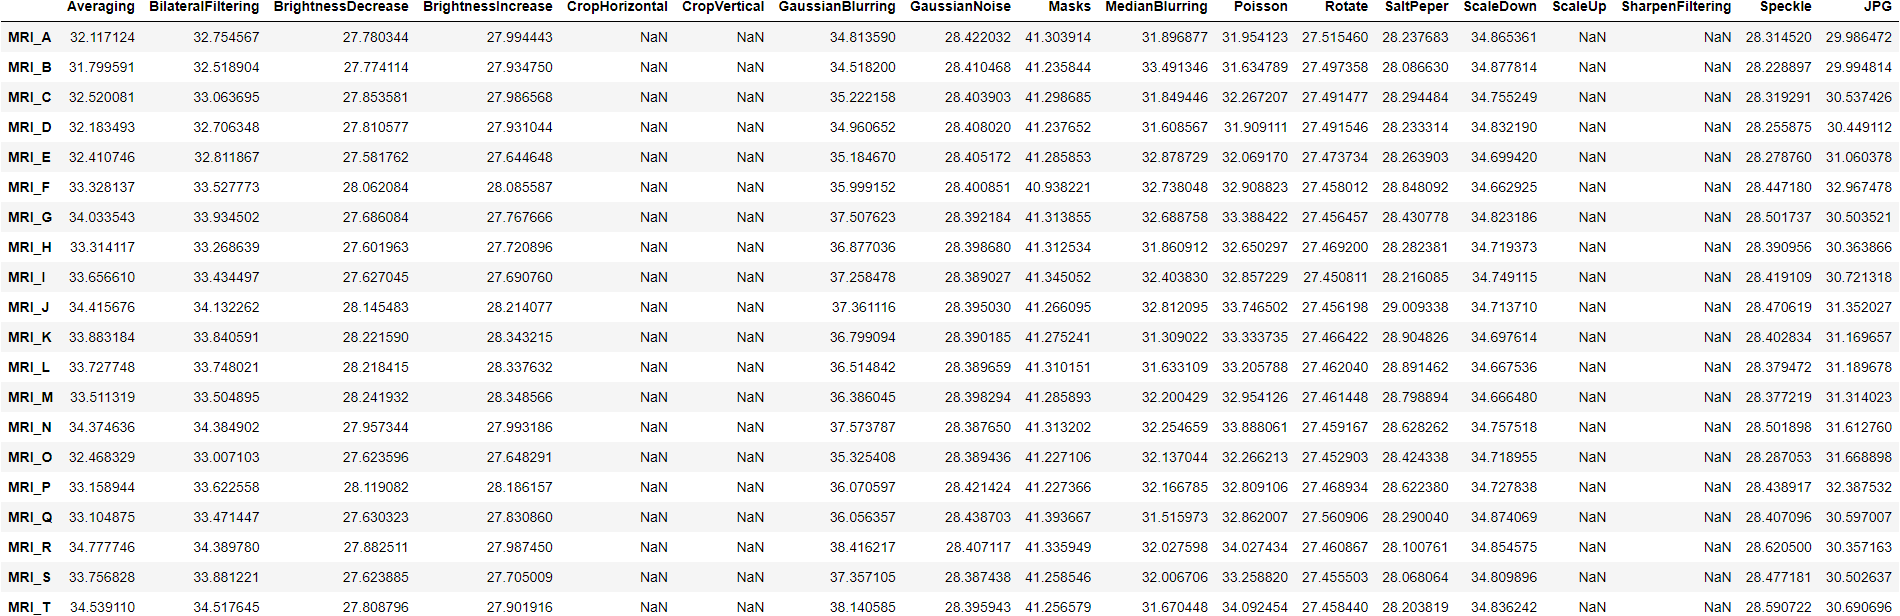 Averaging BilateralFiltering BrightnessDecrease BrightnessIncrease CropHorizontal CropVertical GaussianBlurring GaussianNoise Masks MedianBlurring Poisson Rotate SaltPeper ScaleDown ScaleUp SharpenFiltering Speckle JPG
MRI_A 32.117124 32.754567 27.780344 27.994443 NaN NaN 34.813590 28.422032 41.303914 31.896877 31.954123 27.515460 28.237683 34.865361 NaN NaN 28.314520 29.986472
MRI_B 31.799591 32.518904 27.774114 27.934750 NaN NaN 34.518200 28.410468 41.235844 33.491346 31.634789 27.497358 28.086630 34.877814 NaN NaN 28.228897 29.994814
MRI_C 32.520081 33.063695 27.853581 27.986568 NaN NaN 35.222158 28.403903 41.298685 31.849446 32.267207 27.491477 28.294484 34.755249 NaN NaN 28.319291 30.537426
MRI_D 32.183493 32.706348 27.810577 27.931044 NaN NaN 34.960652 28.408020 41.237652 31.608567 31.909111 27.491546 28.233314 34.832190 NaN NaN 28.255875 30.449112
MRI_E 32.410746 32.811867 27.581762 27.644648 NaN NaN 35.184670 28.405172 41.285853 32.878729 32.069170 27.473734 28.263903 34.699420 NaN NaN 28.278760 31.060378
MRI_F 33.328137 33.527773 28.062084 28.085587 NaN NaN 35.999152 28.400851 40.938221 32.738048 32.908823 27.458012 28.848092 34.662925 NaN NaN 28.447180 32.967478
MRI_G 34.033543 33.934502 27.686084 27.767666 NaN NaN 37.507623 28.392184 41.313855 32.688758 33.388422 27.456457 28.430778 34.823186 NaN NaN 28.501737 30.503521
MRI_H 33.314117 33.268639 27.601963 27.720896 NaN NaN 36.877036 28.398680 41.312534 31.860912 32.650297 27.469200 28.282381 34.719373 NaN NaN 28.390956 30.363866
MRI_I 33.656610 33.434497 27.627045 27.690760 NaN NaN 37.258478 28.389027 41.345052 32.403830 32.857229 27.450811 28.216085 34.749115 NaN NaN 28.419109 30.721318
MRI_J 34.415676 34.132262 28.145483 28.214077 NaN NaN 37.361116 28.395030 41.266095 32.812095 33.746502 27.456198 29.009338 34.713710 NaN NaN 28.470619 31.352027
MRI_K 33.883184 33.840591 28.221590 28.343215 NaN NaN 36.799094 28.390185 41.275241 31.309022 33.333735 27.466422 28.904826 34.697614 NaN NaN 28.402834 31.169657
MRI_L 33.727748 33.748021 28.218415 28.337632 NaN NaN 36.514842 28.389659 41.310151 31.633109 33.205788 27.462040 28.891462 34.667536 NaN NaN 28.379472 31.189678
MRI_M 33.511319 33.504895 28.241932 28.348566 NaN NaN 36.386045 28.398294 41.285893 32.200429 32.954126 27.461448 28.798894 34.666480 NaN NaN 28.377219 31.314023
MRI_N 34.374636 34.384902 27.957344 27.993186 NaN NaN 37.573787 28.387650 41.313202 32.254659 33.888061 27.459167 28.628262 34.757518 NaN NaN 28.501898 31.612760
MRI_O 32.468329 33.007103 27.623596 27.648291 NaN NaN 35.325408 28.389436 41.227106 32.137044 32.266213 27.452903 28.424338 34.718955 NaN NaN 28.287053 31.668898
MRI_P 33.158944 33.622558 28.119082 28.186157 NaN NaN 36.070597 28.421424 41.227366 32.166785 32.809106 27.468934 28.622380 34.727838 NaN NaN 28.438917 32.387532
MRI_Q 33.104875 33.471447 27.630323 27.830860 NaN NaN 36.056357 28.438703 41.393667 31.515973 32.862007 27.560906 28.290040 34.874069 NaN NaN 28.407096 30.597007
MRI_R 34.777746 34.389780 27.882511 27.987450 NaN NaN 38.416217 28.407117 41.335949 32.027598 34.027434 27.460867 28.100761 34.854575 NaN NaN 28.620500 30.357163
MRI_S 33.756828 33.881221 27.623885 27.705009 NaN NaN 37.357105 28.387438 41.258546 32.006706 33.258820 27.455503 28.068064 34.809896 NaN NaN 28.477181 30.502637
MRI_T 34.539110 34.517645 27.808796 27.901916 NaN NaN 38.140585 28.395943 41.256579 31.670448 34.092454 27.458440 28.203819 34.836242 NaN NaN 28.590722 30.690696